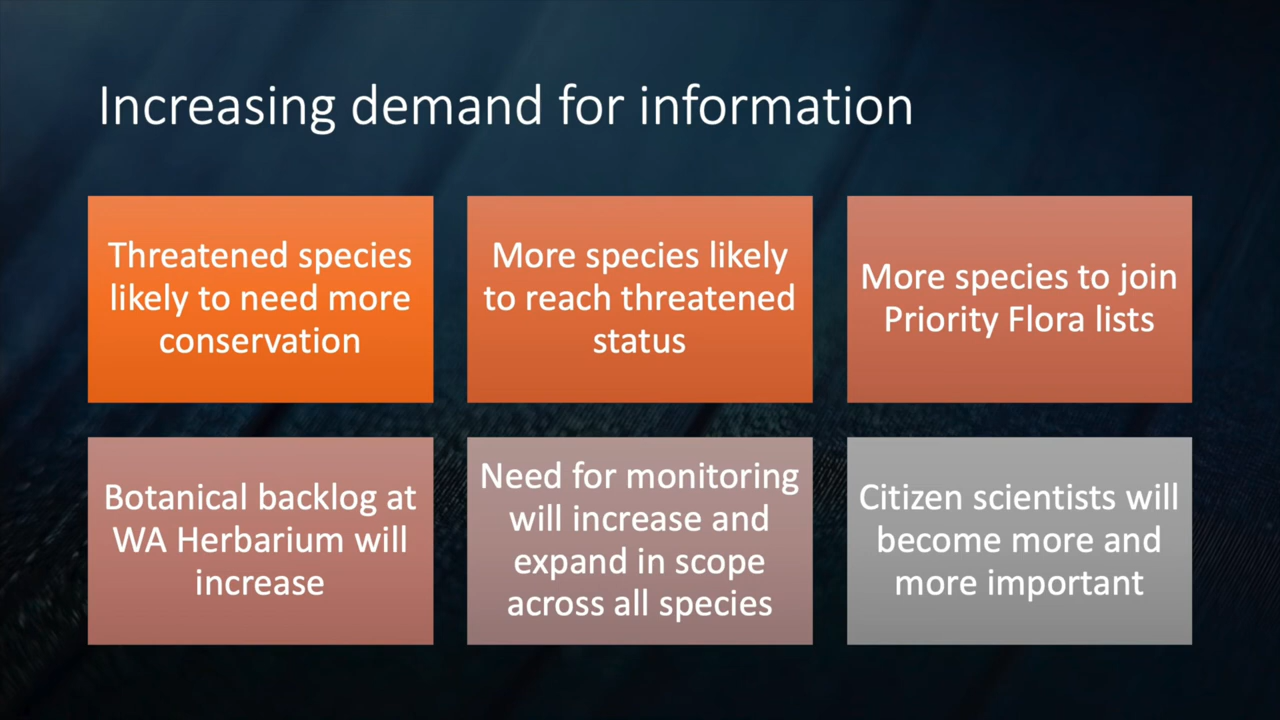 Increasing demand for information
Threatened species
likely to need more
conservation
More species likely
to reach threatened
status
More species to join
Priority Flora lists
Botanical backlog at
WA Herbarium will
increase
Need for monitoring
will increase and
expand in scope
across all species
Citizen scientists will
become more and
more important